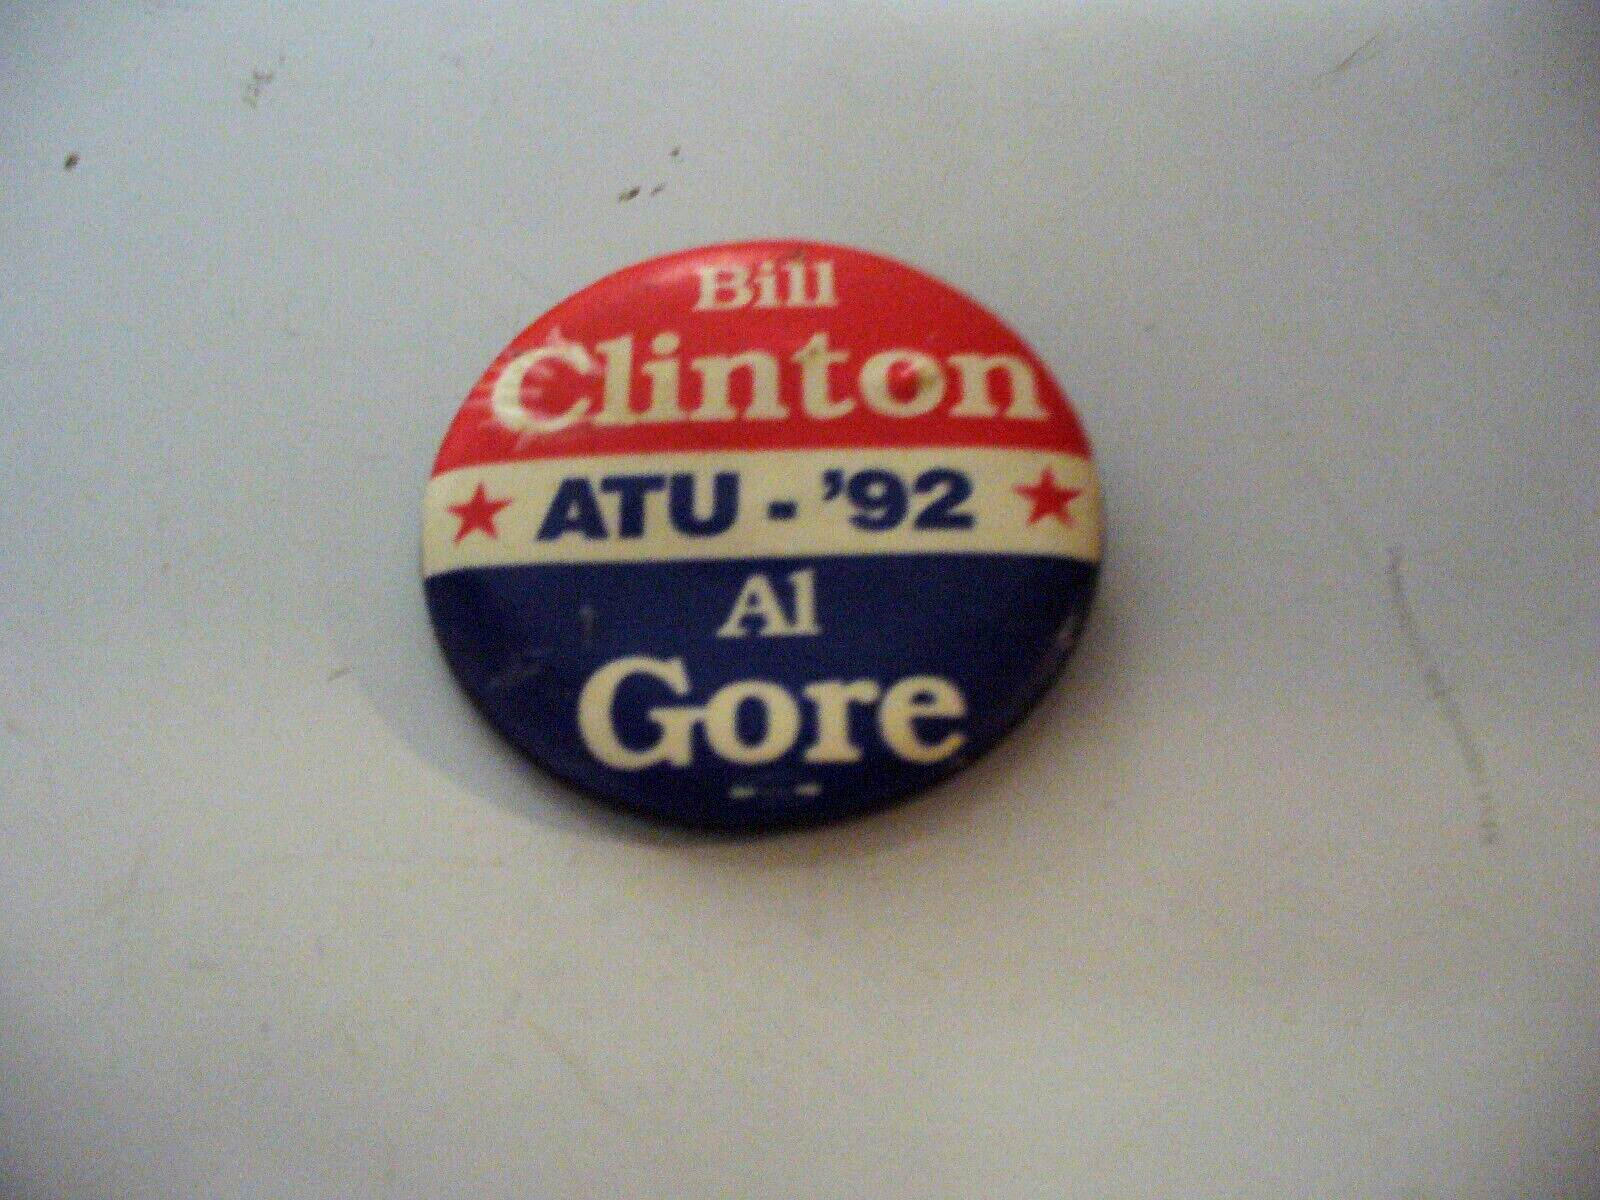 Bill
Clinton
ATU - '92
Al
Gore